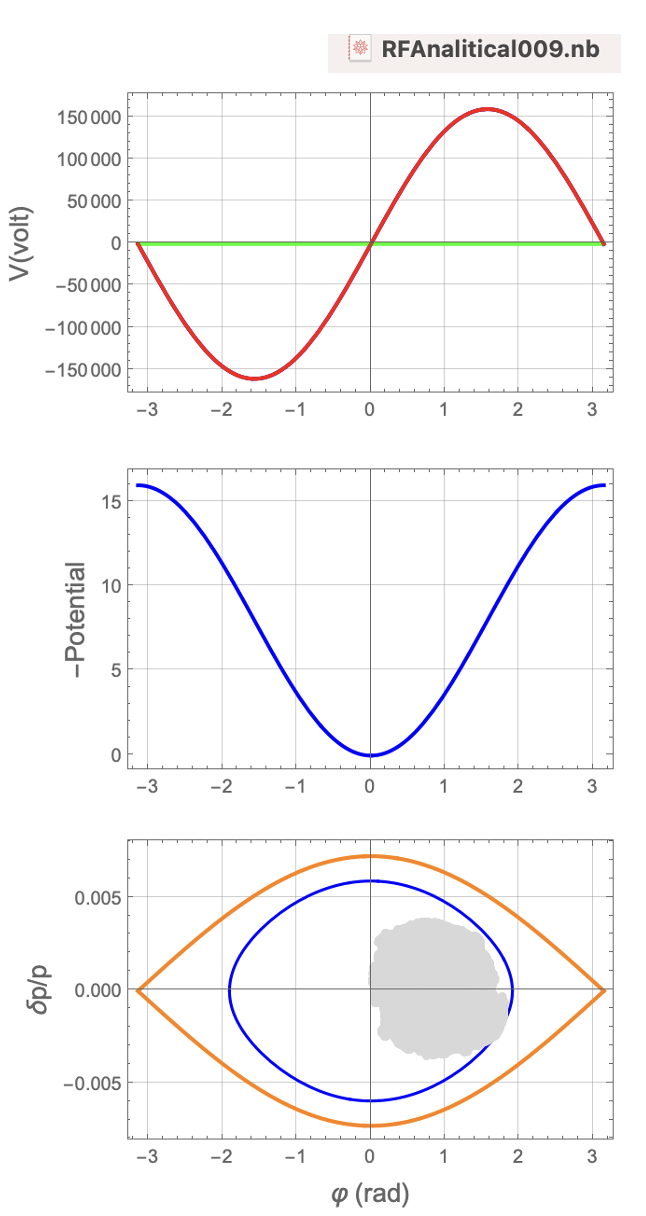 RFAnalitical009.nb
150 000
100 000
50 000
0
−50 000
−100 000
−150 000
V(volt)
−3 −2 −1 0 1 2 3
15
10
5
0
−Potential
−3 −2 −1 0 1 2 3
0.005
0.000
−0.005
δp/p
−3 −2 −1 0 1 2 3
φ (rad)